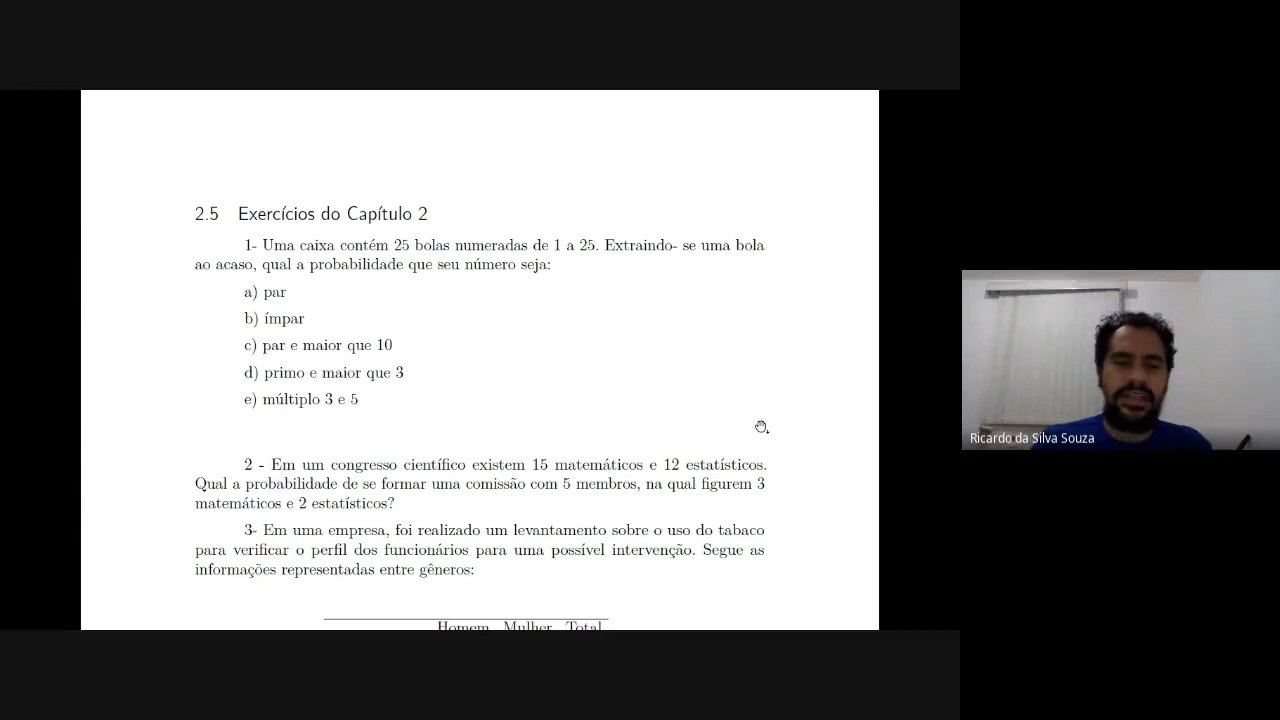 2.5 Exercícios do Capítulo 2
1- Uma caixa contém 25 bolas numeradas de 1 a 25. Extraindo- se uma bola
ao acaso, qual a probabilidade que seu número seja:
a) par
b) ímpar
c) par e maior que 10
d) primo e maior que 3
e) múltiplo 3 e 5
2 - Em um congresso científico existem 15 matemáticos e 12 estatísticos.
Qual a probabilidade de se formar uma comissão com 5 membros, na qual figurem 3
matemáticos e 2 estatísticos?
3- Em uma empresa, foi realizado um levantamento sobre o uso do tabaco
para verificar o perfil dos funcionários para uma possível intervenção. Segue as
informações representadas entre gêneros:
Homem Mulher Total
Ricardo da Silva Souza